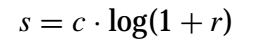 s = c · log(1 + r)